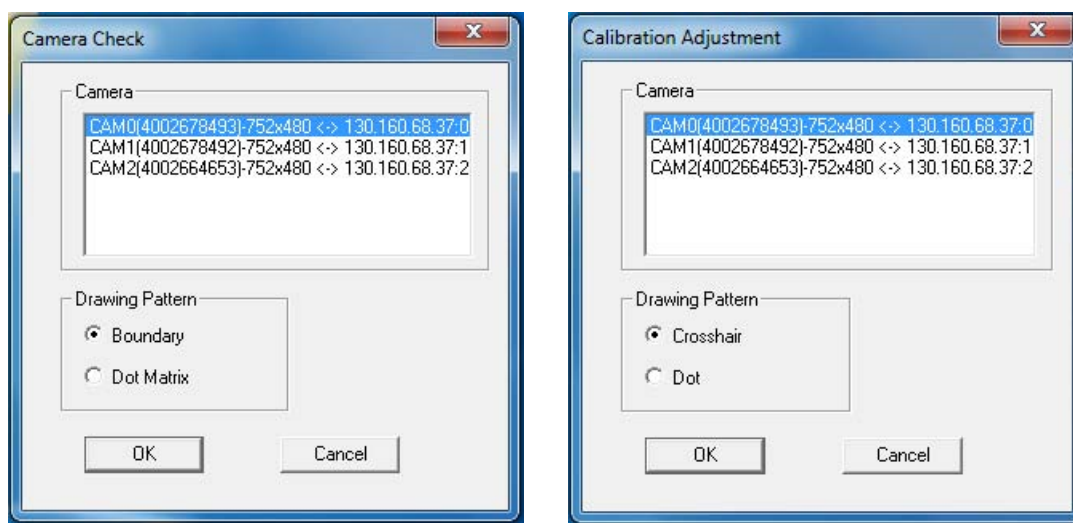 Camera Check
Camera
CAM0(4002678493)-752x480 <-> 130.160.68.37:0
CAM1(4002678492)-752x480 <-> 130.160.68.37:1
CAM2(4002664653)-752x480 <-> 130.160.68.37:2
Drawing Pattern
Boundary
Dot Matrix
OK
Cancel
Calibration Adjustment
Camera
CAM0(4002678493)-752x480 <-> 130.160.68.37:0
CAM1(4002678492)-752x480 <-> 130.160.68.37:1
CAM2(4002664653)-752x480 <-> 130.160.68.37:2
Drawing Pattern
Crosshair
Dot
OK
Cancel